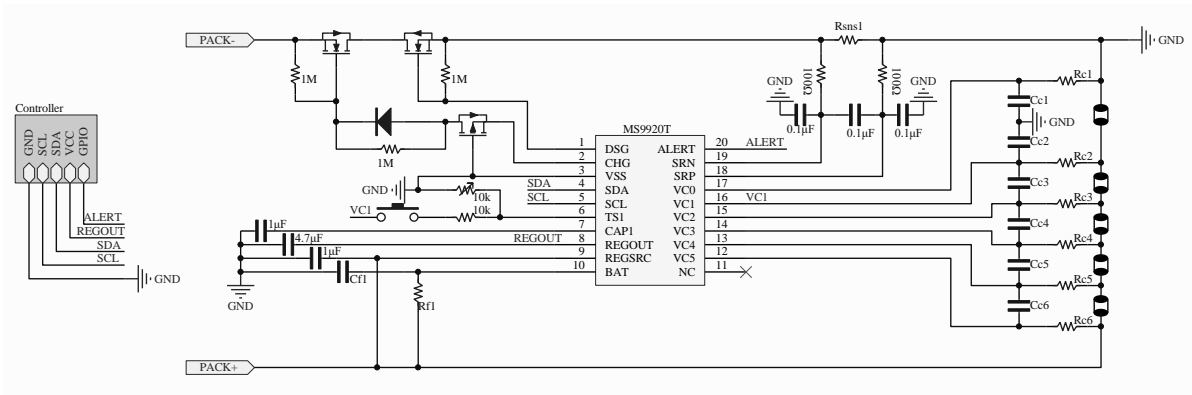 PACK-
Rsns1
GND
1M
1M
100Ω
100Ω
GND
GND
Rc1
Cc1
GND
Cc2
Rc2
Cc3
Rc3
Cc4
Rc4
Cc5
Rc5
Cc6
Rc6
0.1μF
0.1μF
0.1μF
Controller
GND
SCL
SDA
VCC
GPIO
ALERT
REGOUT
SDA
SCL
GND
1M
MS9920T
1 DSG ALERT 20 ALERT
2 CHG SRN 19
3 VSS SRP 18
GND SDA 4 SDA VC0 17
10k SCL 5 SCL VC1 16 VC1
VC1 10k 6 TS1 VC2 15
1μF 7 CAP1 VC3 14
4.7μF REGOUT 8 REGOUT VC4 13
1μF 9 REGSRC VC5 12
Cf1 10 BAT NC 11
GND
Rf1
PACK+